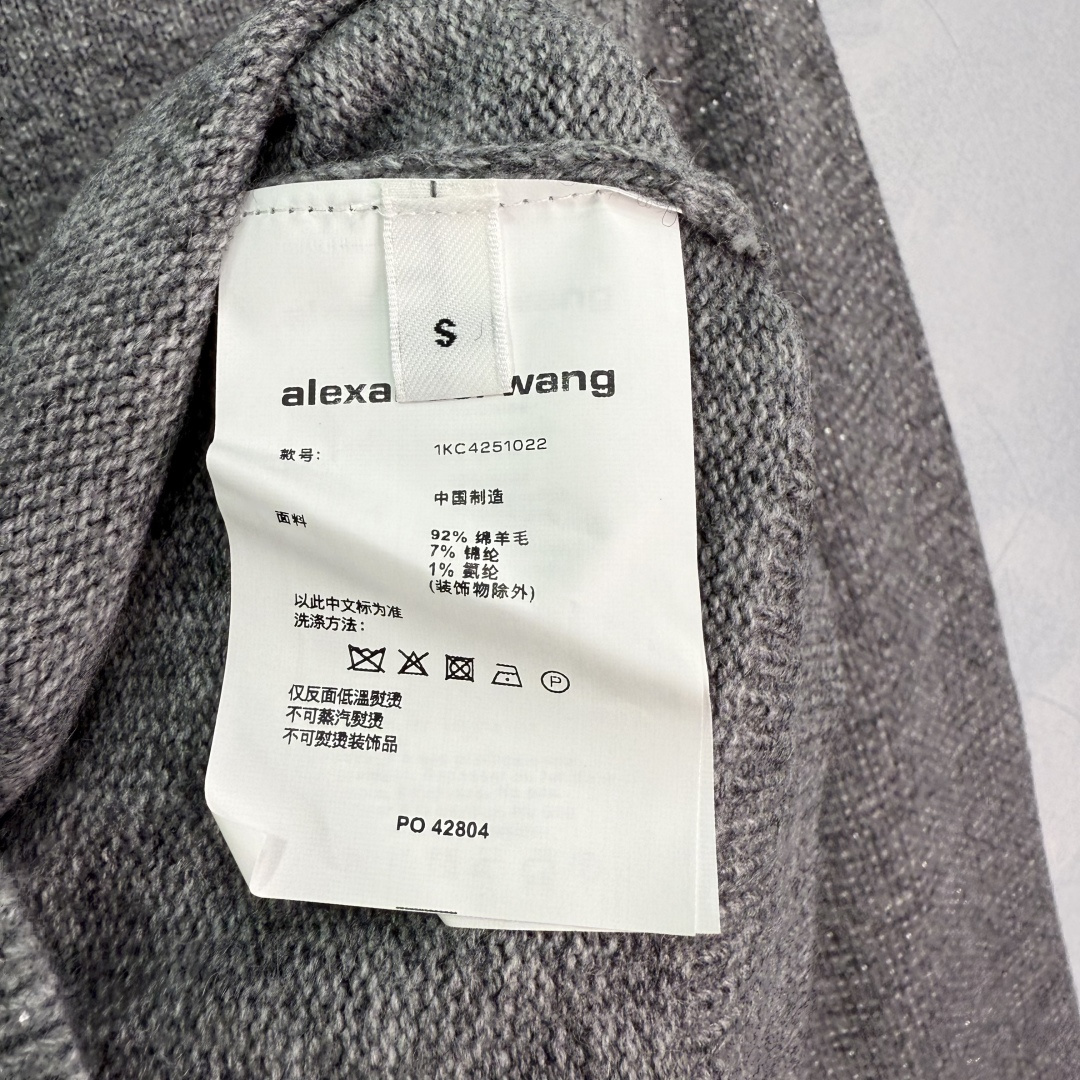 S
alexa wang
款号: 1KC4251022
中国制造
面料
92% 绵羊毛
7% 锦纶
1% 氨纶
(装饰物除外)
以此中文标为准
洗涤方法:
P
仅反面低温熨烫
不可蒸汽熨烫
不可熨烫装饰品
PO 42804